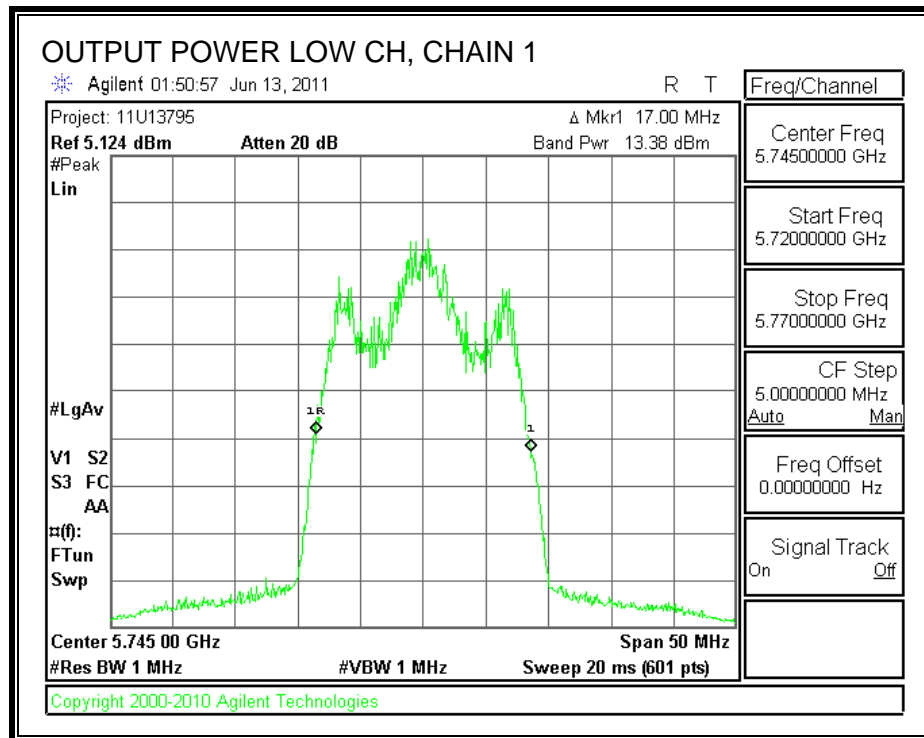 OUTPUT POWER LOW CH, CHAIN 1
Agilent 01:50:57 Jun 13, 2011 R T
Project: 11U13795 Δ Mkr1 17.00 MHz
Ref 5.124 dBm Atten 20 dB Band Pwr 13.38 dBm
#Peak
Lin
1R
1
#LgAv
V1 S2
S3 FC
AA
¤(f):
FTun
Swp
Center 5.745 00 GHz Span 50 MHz
#Res BW 1 MHz #VBW 1 MHz Sweep 20 ms (601 pts)
Copyright 2000-2010 Agilent Technologies
Freq/Channel
Center Freq
5.74500000 GHz
Start Freq
5.72000000 GHz
Stop Freq
5.77000000 GHz
CF Step
5.00000000 MHz
Auto Man
Freq Offset
0.00000000 Hz
Signal Track
On Off